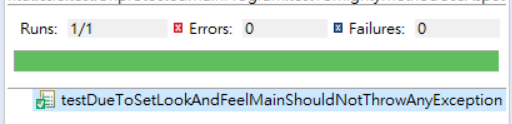 Runs: 1/1 Errors: 0 Failures: 0
testDueToSetLookAndFeelMainShouldNotThrowAnyException